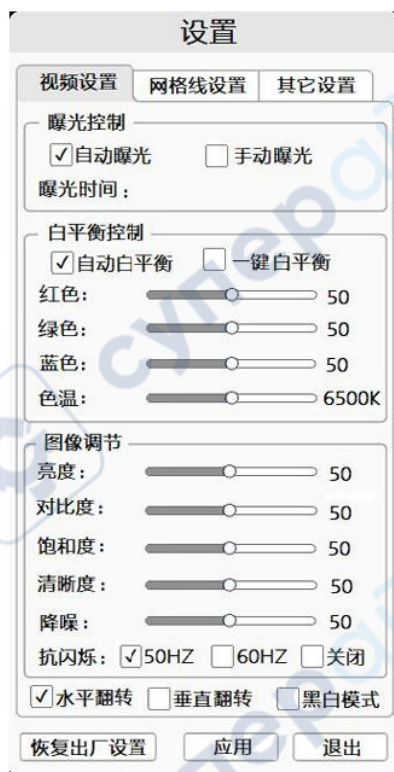 设置
视频设置 网格线设置 其它设置
曝光控制
自动曝光 手动曝光
曝光时间：
白平衡控制
自动白平衡 一键白平衡
红色： 50
绿色： 50
蓝色： 50
色温： 6500K
图像调节
亮度： 50
对比度： 50
饱和度： 50
清晰度： 50
降噪： 50
抗闪烁： 50HZ 60HZ 关闭
水平翻转 垂直翻转 黑白模式
恢复出厂设置 应用 退出